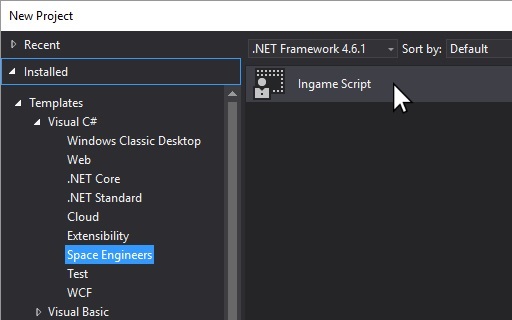 New Project
Recent
.NET Framework 4.6.1 Sort by: Default
Installed
Ingame Script
Templates
Visual C#
Windows Classic Desktop
Web
.NET Core
.NET Standard
Cloud
Extensibility
Space Engineers
Test
WCF
Visual Basic